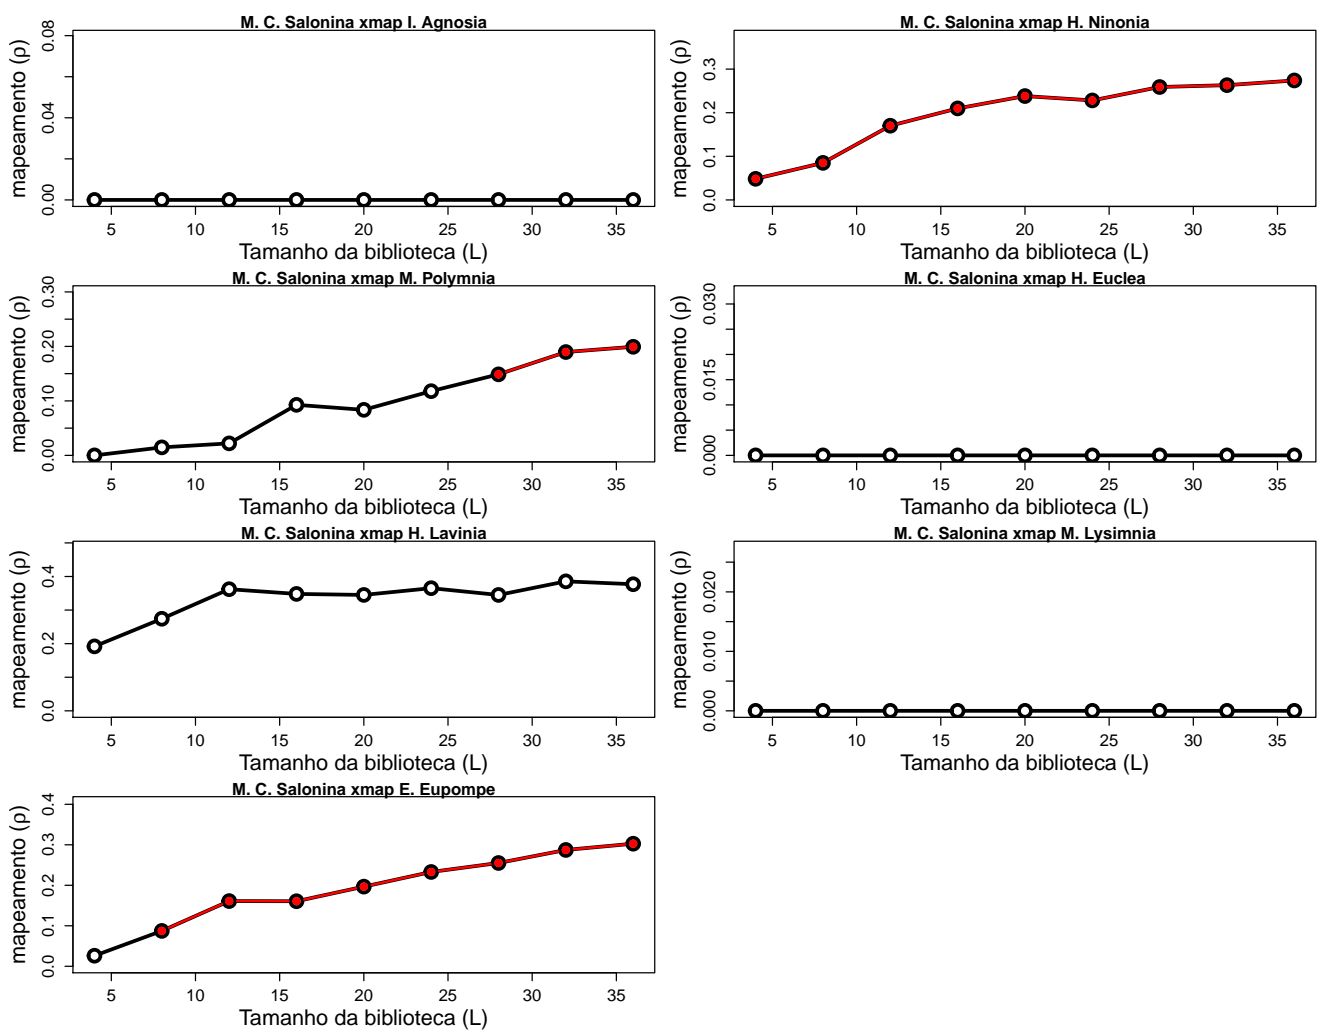 M. C. Salonina xmap I. Agnosia
mapeamento (ρ)
0.00 0.04 0.08
5 10 15 20 25 30 35
Tamanho da biblioteca (L)
M. C. Salonina xmap H. Ninonia
mapeamento (ρ)
0.0 0.1 0.2 0.3
5 10 15 20 25 30 35
Tamanho da biblioteca (L)
M. C. Salonina xmap M. Polymnia
mapeamento (ρ)
0.00 0.10 0.20 0.30
5 10 15 20 25 30 35
Tamanho da biblioteca (L)
M. C. Salonina xmap H. Euclea
mapeamento (ρ)
0.000 0.015 0.030
5 10 15 20 25 30 35
Tamanho da biblioteca (L)
M. C. Salonina xmap H. Lavinia
mapeamento (ρ)
0.0 0.2 0.4
5 10 15 20 25 30 35
Tamanho da biblioteca (L)
M. C. Salonina xmap M. Lysimnia
mapeamento (ρ)
0.000 0.010 0.020
5 10 15 20 25 30 35
Tamanho da biblioteca (L)
M. C. Salonina xmap E. Eupompe
mapeamento (ρ)
0.0 0.1 0.2 0.3 0.4
5 10 15 20 25 30 35
Tamanho da biblioteca (L)